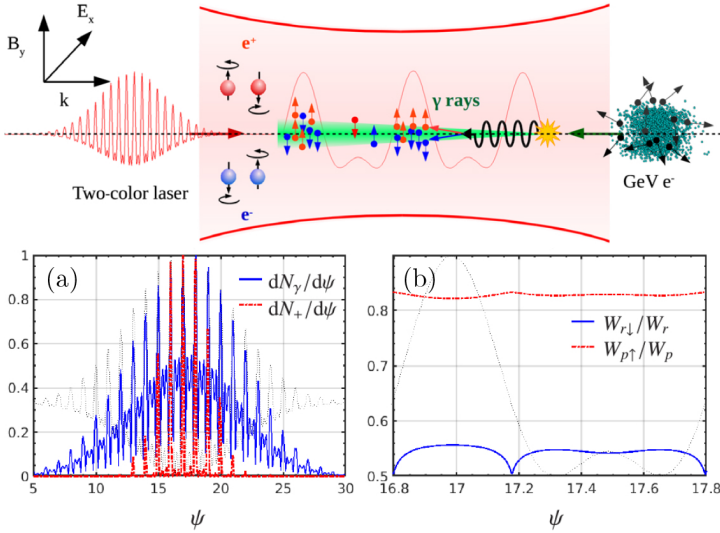 E_x
B_y
k
e^+
γ rays
Two-color laser
GeV e^-
e^-
(a)
dN_γ/dψ
dN_+/dψ
1
0.8
0.6
0.4
0.2
0
5 10 15 20 25 30
ψ
(b)
W_{r↓}/W_r
W_{p↑}/W_p
0.8
0.7
0.6
0.5
16.8 17 17.2 17.4 17.6 17.8
ψ